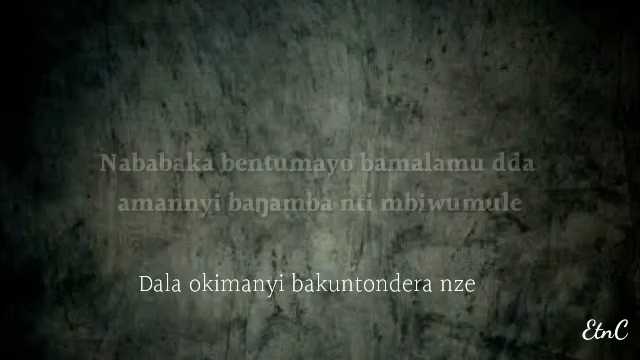 Nababaka bentumayo bamalamu dda
amannyi baŋamba nti mbiwumule
Dala okimanyi bakuntondera nze
EtnC